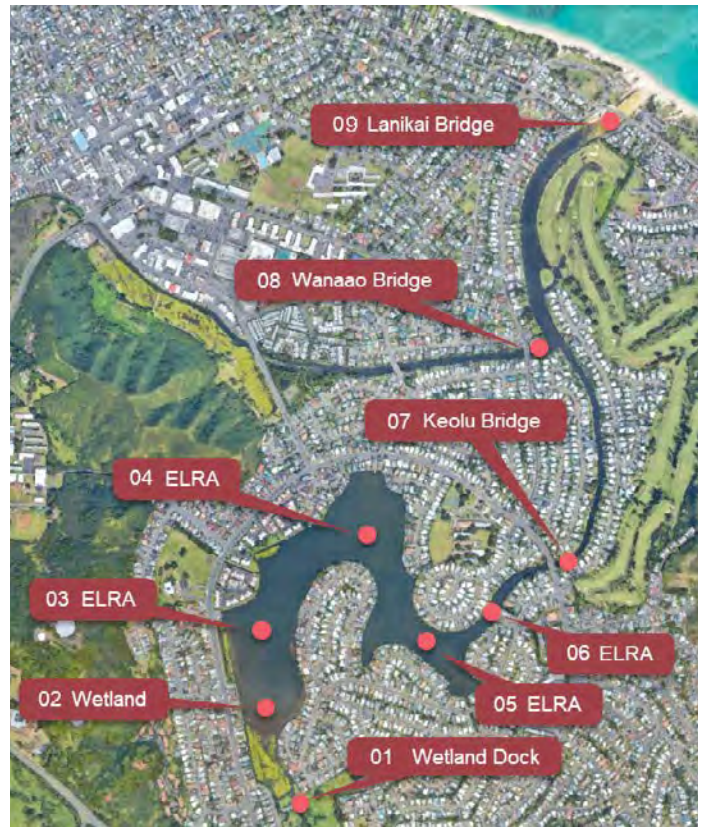 09 Lanikai Bridge
08 Wanaao Bridge
07 Keolu Bridge
04 ELRA
03 ELRA
06 ELRA
02 Wetland
05 ELRA
01 Wetland Dock